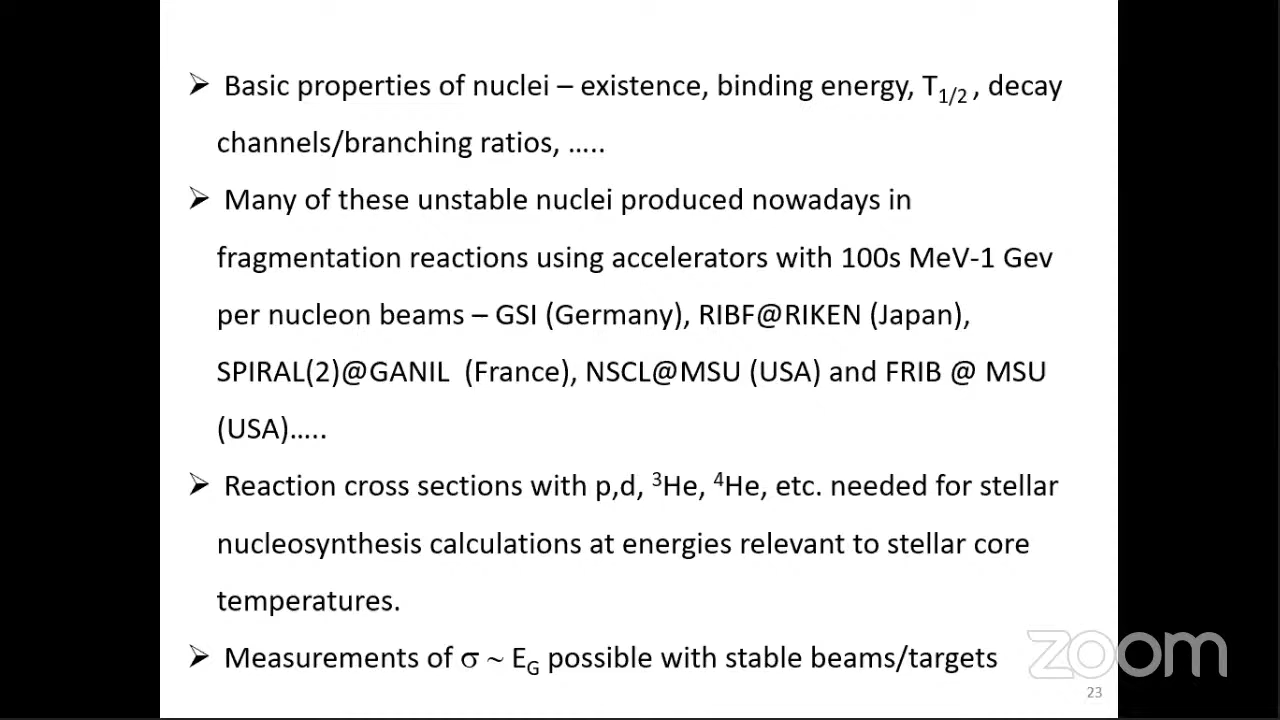 ➢ Basic properties of nuclei – existence, binding energy, T1/2 , decay
channels/branching ratios, …..
➢ Many of these unstable nuclei produced nowadays in
fragmentation reactions using accelerators with 100s MeV-1 Gev
per nucleon beams – GSI (Germany), RIBF@RIKEN (Japan),
SPIRAL(2)@GANIL (France), NSCL@MSU (USA) and FRIB @ MSU
(USA)…..
➢ Reaction cross sections with p,d, ³He, ⁴He, etc. needed for stellar
nucleosynthesis calculations at energies relevant to stellar core
temperatures.
➢ Measurements of σ ~ EG possible with stable beams/targets
zoom
23